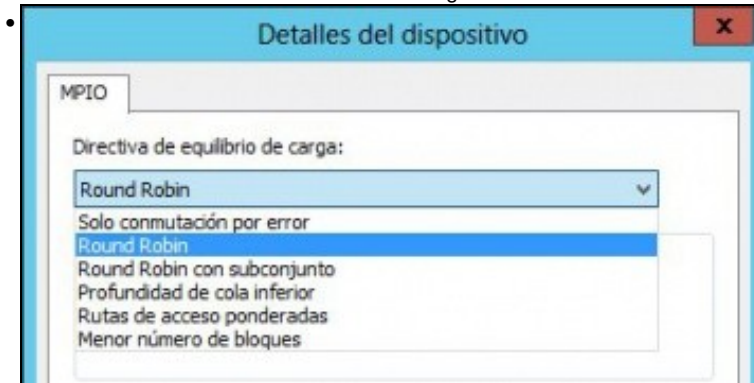 Detalles del dispositivo
x
MPIO
Directiva de equilibrio de carga:
Round Robin
Solo conmutación por error
Round Robin
Round Robin con subconjunto
Profundidad de cola inferior
Rutas de acceso ponderadas
Menor número de bloques